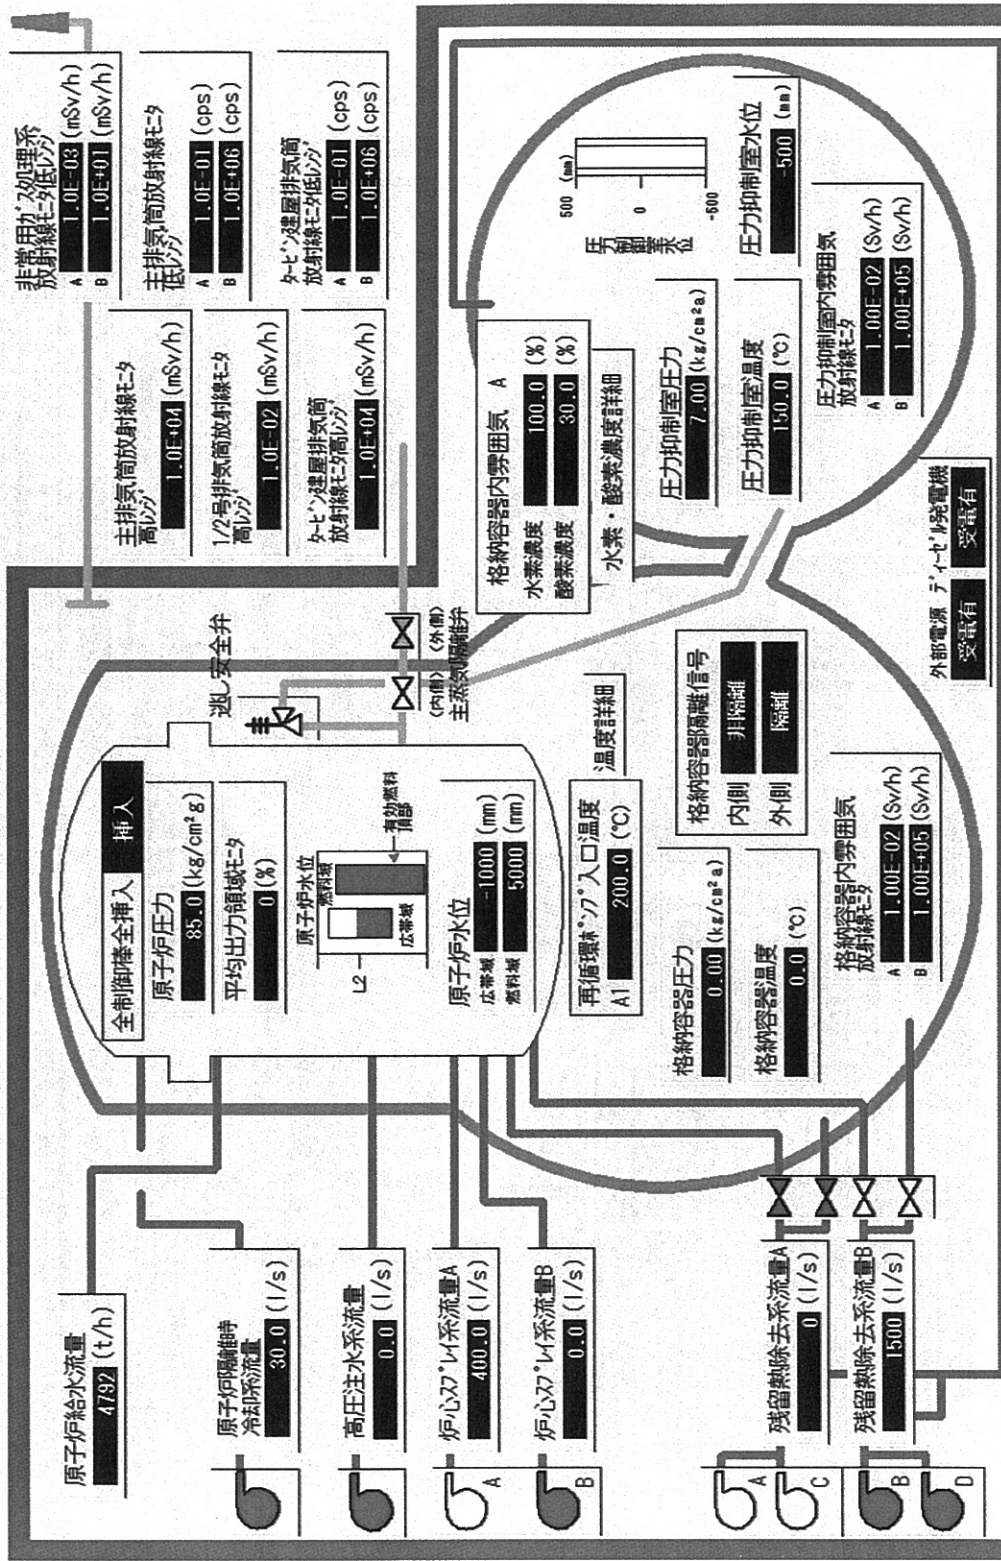 原子炉給水流量
4792 (t/h)
原子炉隔離時
冷却系流量
30.0 (l/s)
高圧注水系流量
0.0 (l/s)
炉心スプレイ系流量A
400.0 (l/s)
A
炉心スプレイ系流量B
0.0 (l/s)
B
残留熱除去系流量A
0 (l/s)
A
C
残留熱除去系流量B
1500 (l/s)
B
D
全制御棒全挿入 挿入
原子炉圧力
85.0 (kg/cm²g)
平均出力領域モニタ
0 (%)
原子炉水位
燃料域
L2
広帯域
有効燃料
頂部
原子炉水位
広帯域 -1000 (mm)
燃料域 5000 (mm)
再循環ポンプ入口温度
A1 200.0 (℃)
温度詳細
格納容器圧力
0.00 (kg/cm²a)
格納容器温度
0.0 (℃)
格納容器隔離信号
内側 非隔離
外側 隔離
格納容器内雰囲気
放射線モニタ
A 1.00E-02 (Sv/h)
B 1.00E+05 (Sv/h)
逃し安全弁
<内側> <外側>
主蒸気隔離弁
非常用ガス処理系
放射線モニタ低レンジ
A 1.0E-03 (mSv/h)
B 1.0E+01 (mSv/h)
主排気筒放射線モニタ
低レンジ
A 1.0E-01 (cps)
B 1.0E+06 (cps)
タービン建屋排気筒
放射線モニタ低レンジ
A 1.0E-01 (cps)
B 1.0E+06 (cps)
主排気筒放射線モニタ
高レンジ
1.0E+04 (mSv/h)
1/2号排気筒放射線モニタ
高レンジ
1.0E-02 (mSv/h)
タービン建屋排気筒
放射線モニタ高レンジ
1.0E+04 (mSv/h)
格納容器内雰囲気 A
水素濃度 100.0 (%)
酸素濃度 30.0 (%)
水素・酸素濃度詳細
圧力抑制室水位
500 (mm)
0
-500
圧力抑制室圧力
7.00 (kg/cm²a)
圧力抑制室水位
-500 (mm)
圧力抑制室温度
150.0 (℃)
圧力抑制室内雰囲気
放射線モニタ
A 1.00E-02 (Sv/h)
B 1.00E+05 (Sv/h)
外部電源 ディーゼル発電機
受電有 受電有